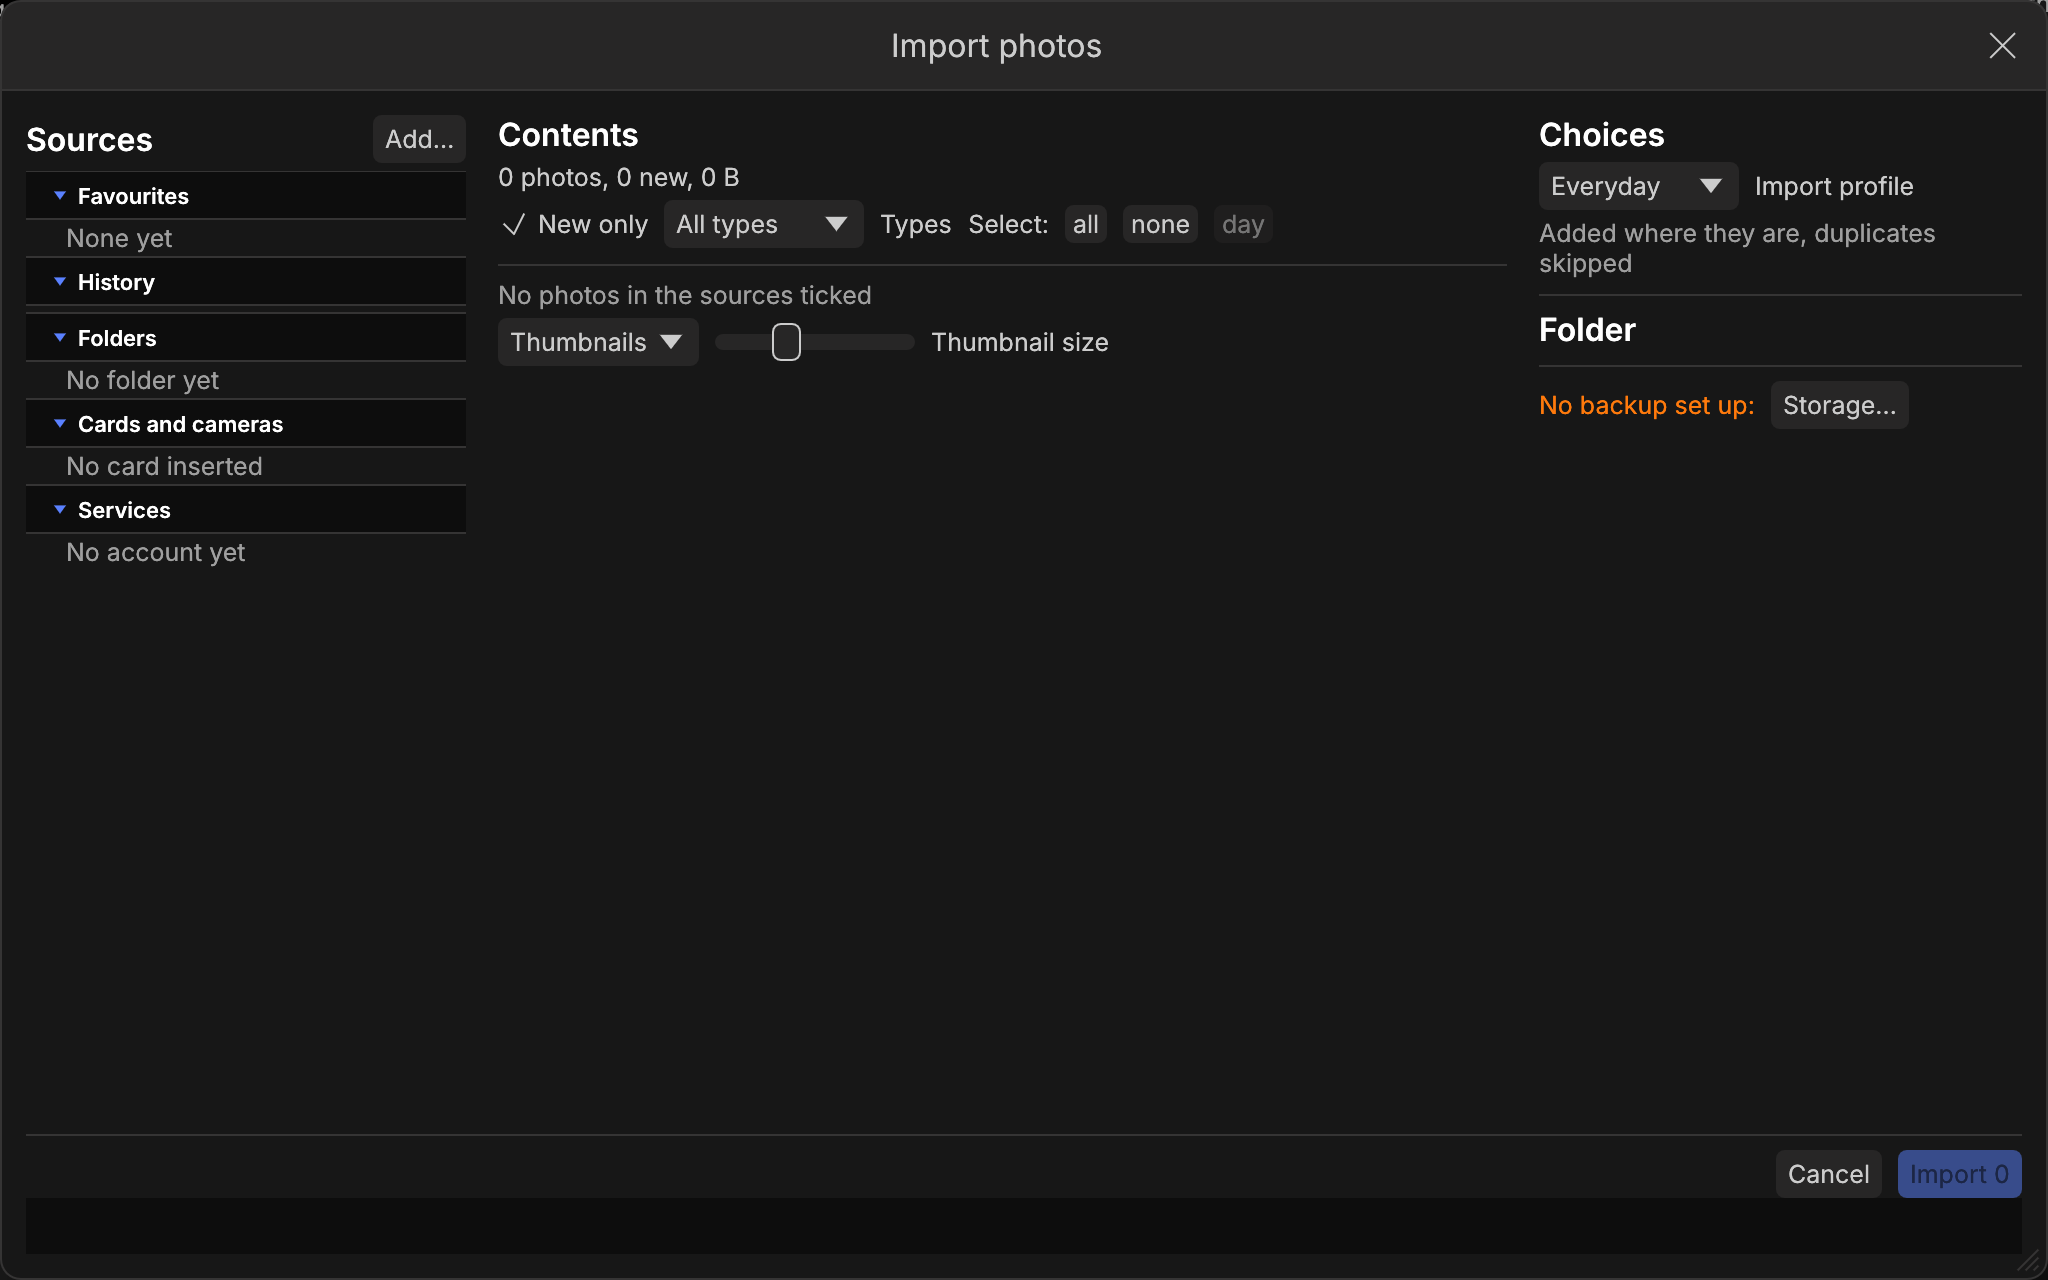 Import photos
Sources
Add...
Favourites
None yet
History
Folders
No folder yet
Cards and cameras
No card inserted
Services
No account yet
Contents
0 photos, 0 new, 0 B
New only All types Types Select: all none day
No photos in the sources ticked
Thumbnails Thumbnail size
Choices
Everyday Import profile
Added where they are, duplicates
skipped
Folder
No backup set up: Storage...
Cancel Import 0